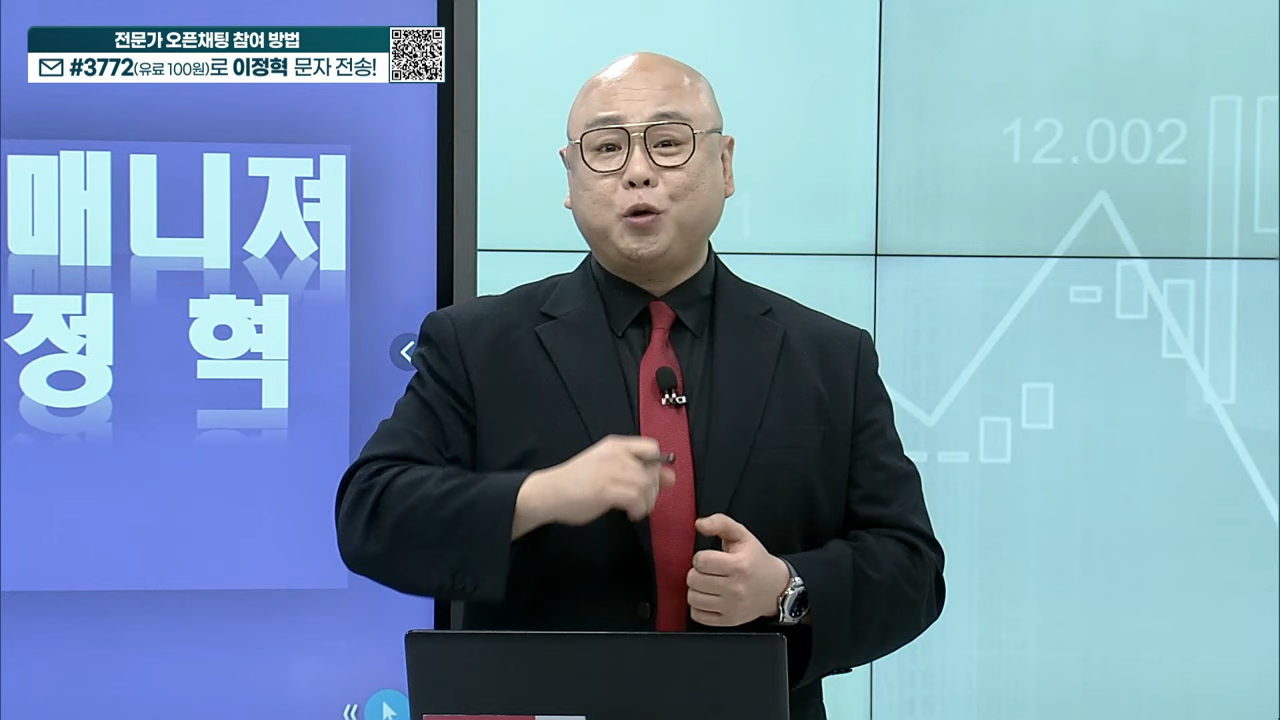 전문가 오픈채팅 참여 방법
#3772(유료 100원)로 이정혁 문자 전송!
매니저
정 혁
12.002